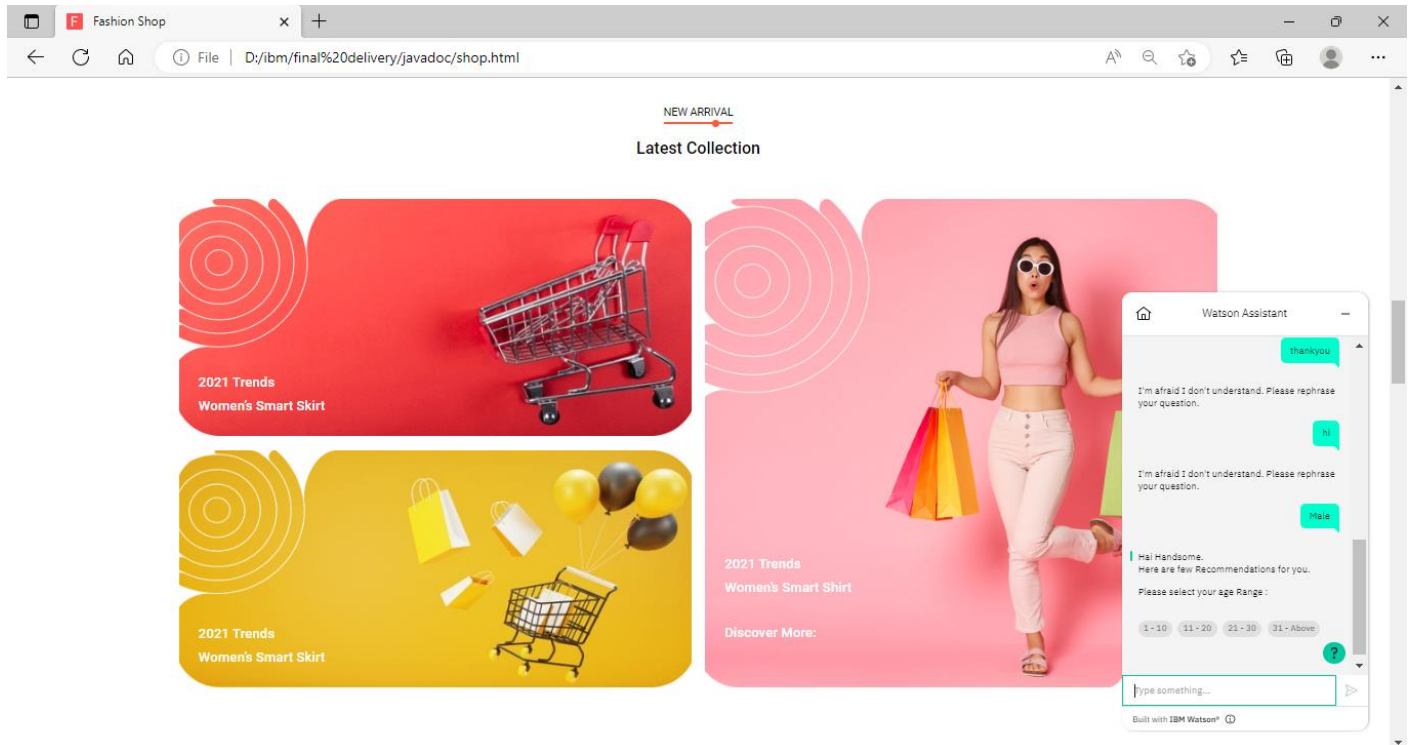 Fashion Shop
File | D:/ibm/final%20delivery/javadoc/shop.html
NEW ARRIVAL
Latest Collection
2021 Trends
Women's Smart Skirt
2021 Trends
Women's Smart Skirt
2021 Trends
Women's Smart Shirt
Discover More:
Watson Assistant
thankyou
I'm afraid I don't understand. Please rephrase
your question.
hi
I'm afraid I don't understand. Please rephrase
your question.
Male
Hai Handsome.
Here are few Recommendations for you.
Please select your age Range :
1 - 10 11 - 20 21 - 30 31 - Above
?
Type something...
Built with IBM Watson®